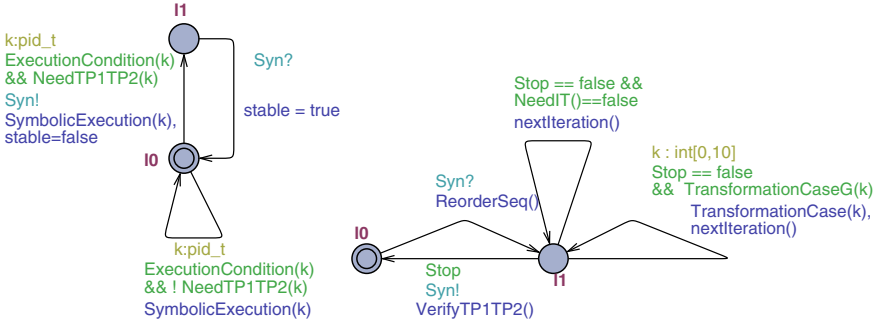 l1
k:pid_t
ExecutionCondition(k)
&& NeedTP1TP2(k)
Syn!
SymbolicExecution(k),
stable=false
Syn?
stable = true
l0
k:pid_t
ExecutionCondition(k)
&& ! NeedTP1TP2(k)
SymbolicExecution(k)
Stop == false &&
NeedIT()==false
nextIteration()
k : int[0,10]
Stop == false
&& TransformationCaseG(k)
TransformationCase(k),
nextIteration()
Syn?
ReorderSeq()
l0
l1
Stop
Syn!
VerifyTP1TP2()